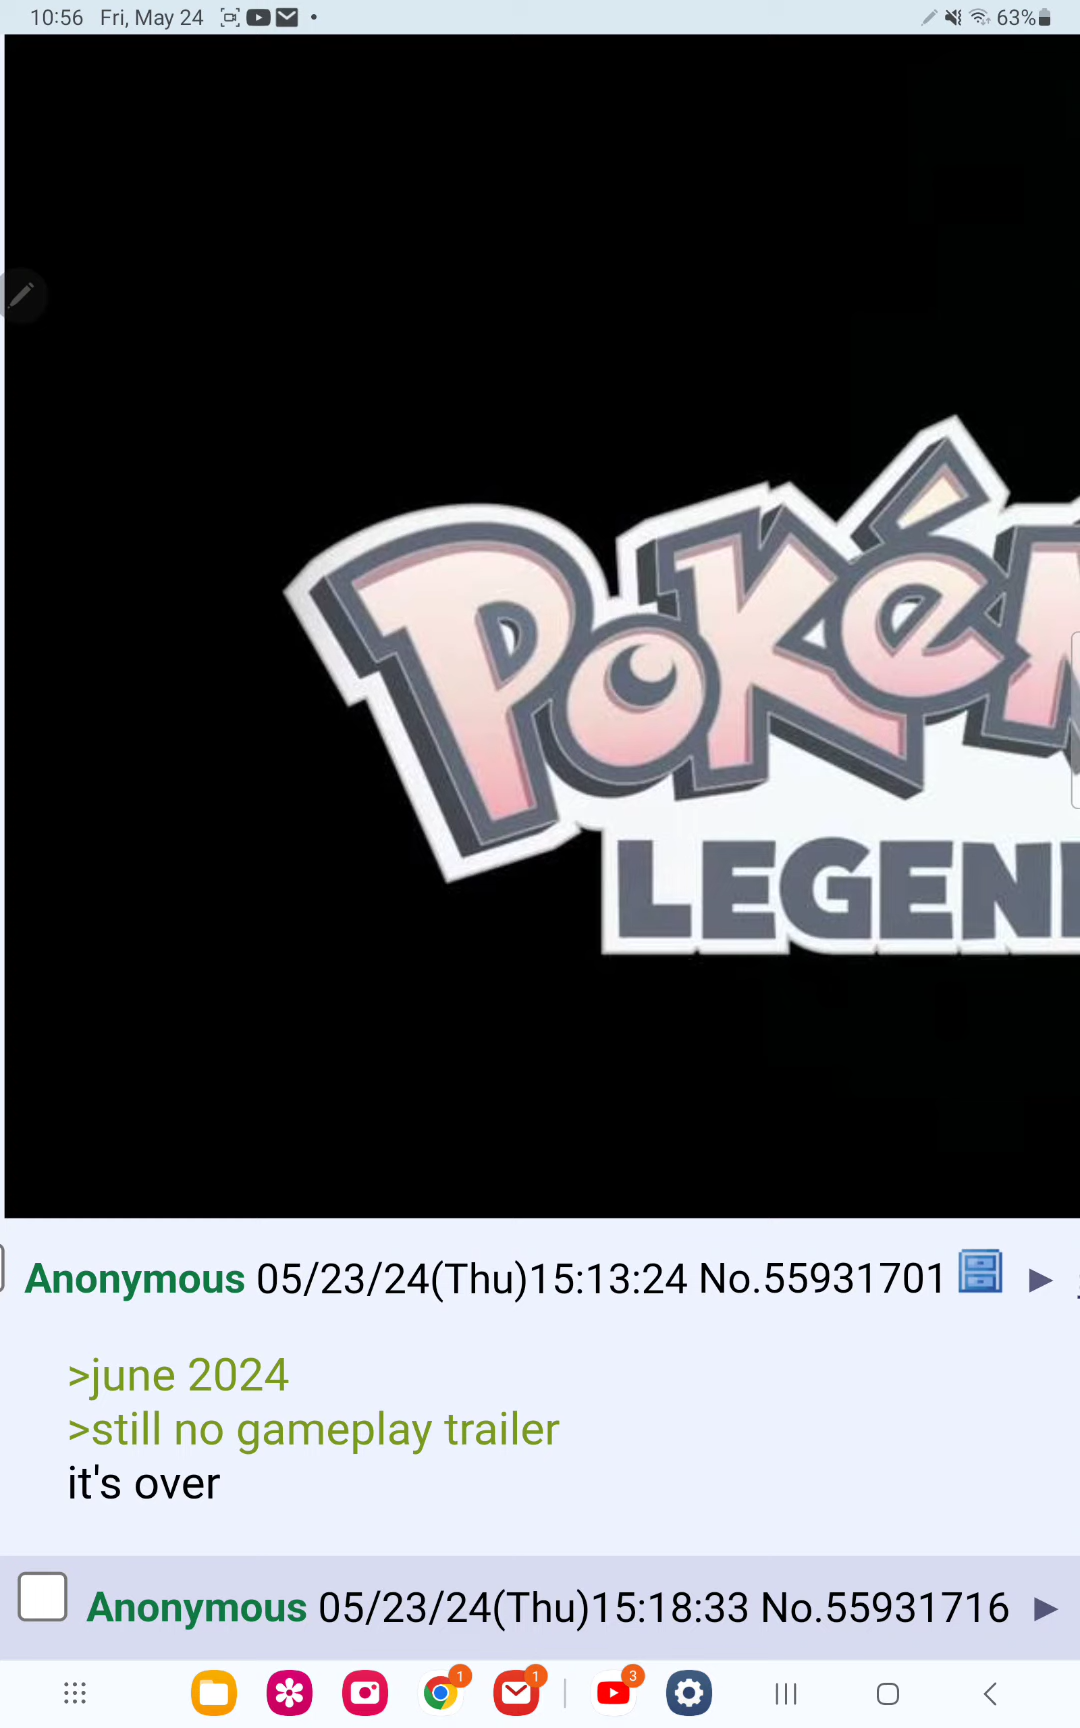 10:56 Fri, May 24
63%
Poké
LEGEN
Anonymous 05/23/24(Thu)15:13:24 No.55931701
>june 2024
>still no gameplay trailer
it's over
Anonymous 05/23/24(Thu)15:18:33 No.55931716
1
1
3